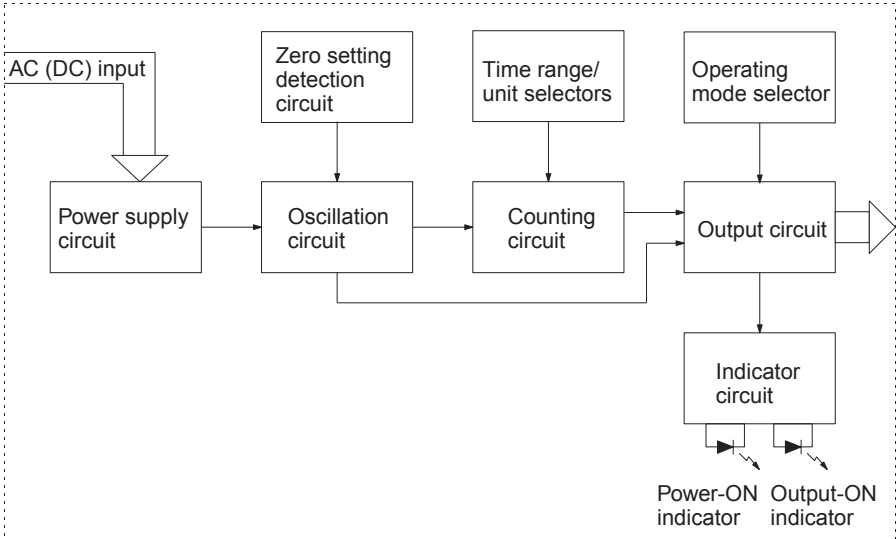 AC (DC) input
Zero setting
detection
circuit
Time range/
unit selectors
Operating
mode selector
Power supply
circuit
Oscillation
circuit
Counting
circuit
Output circuit
Indicator
circuit
Power-ON
indicator
Output-ON
indicator